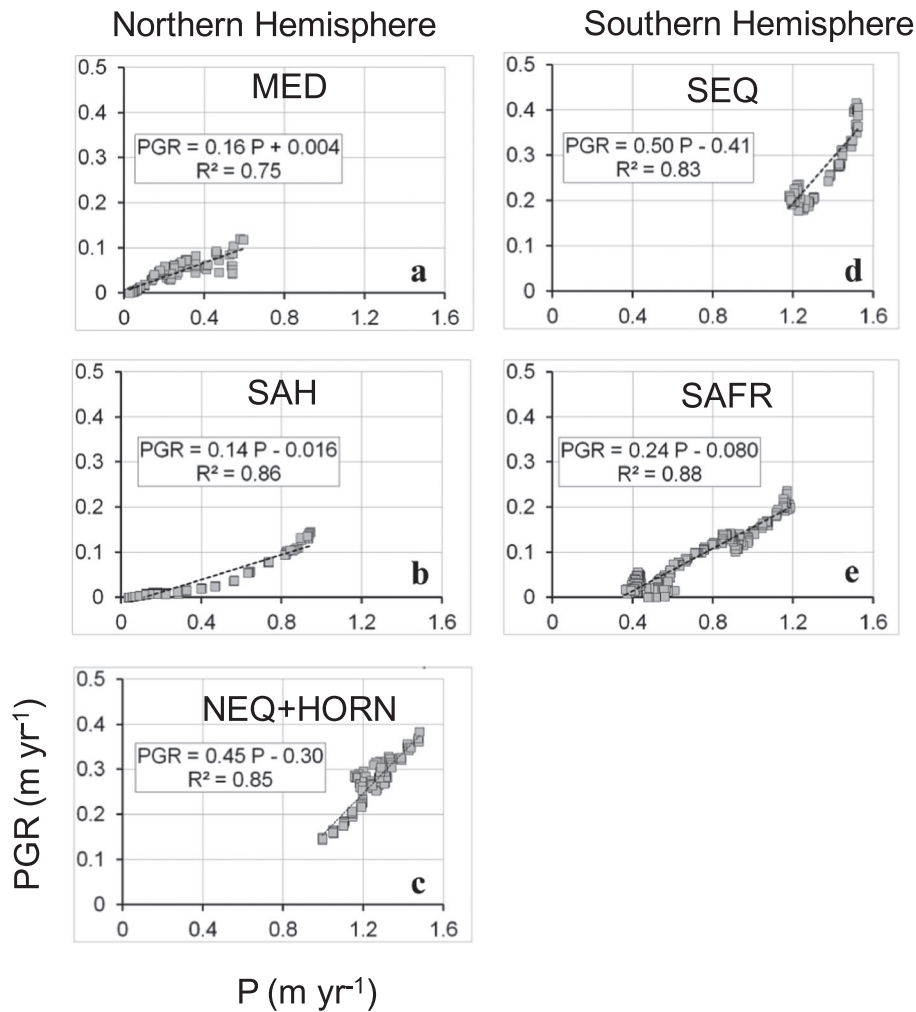 Northern Hemisphere
Southern Hemisphere
0.5
0.4
0.3
0.2
0.1
0
MED
PGR = 0.16 P + 0.004
R² = 0.75
a
0 0.4 0.8 1.2 1.6
0.5
0.4
0.3
0.2
0.1
0
SEQ
PGR = 0.50 P - 0.41
R² = 0.83
d
0 0.4 0.8 1.2 1.6
0.5
0.4
0.3
0.2
0.1
0
SAH
PGR = 0.14 P - 0.016
R² = 0.86
b
0 0.4 0.8 1.2 1.6
0.5
0.4
0.3
0.2
0.1
0
SAFR
PGR = 0.24 P - 0.080
R² = 0.88
e
0 0.4 0.8 1.2 1.6
0.5
0.4
0.3
0.2
0.1
0
NEQ+HORN
PGR = 0.45 P - 0.30
R² = 0.85
c
0 0.4 0.8 1.2 1.6
PGR (m yr⁻¹)
P (m yr⁻¹)